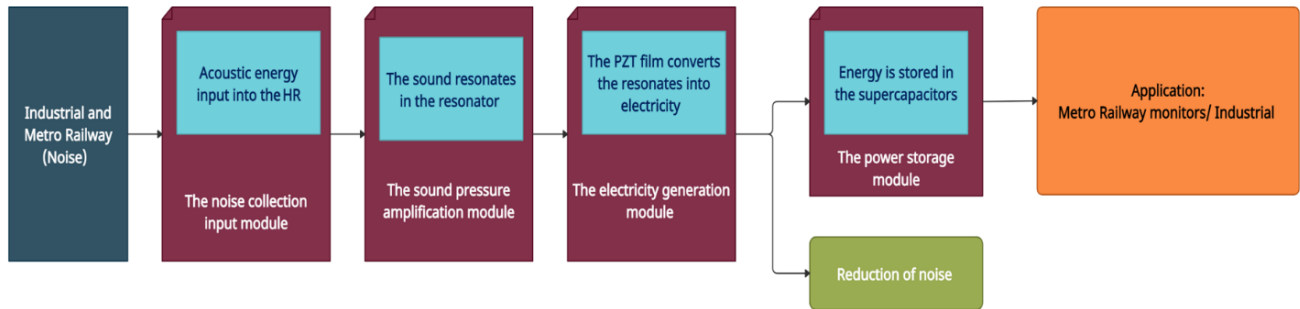 Industrial and
Metro Railway
(Noise)
Acoustic energy
input into the HR
The noise collection
input module
The sound resonates
in the resonator
The sound pressure
amplification module
The PZT film converts
the resonates into
electricity
The electricity generation
module
Energy is stored in
the supercapacitors
The power storage
module
Reduction of noise
Application:
Metro Railway monitors/ Industrial